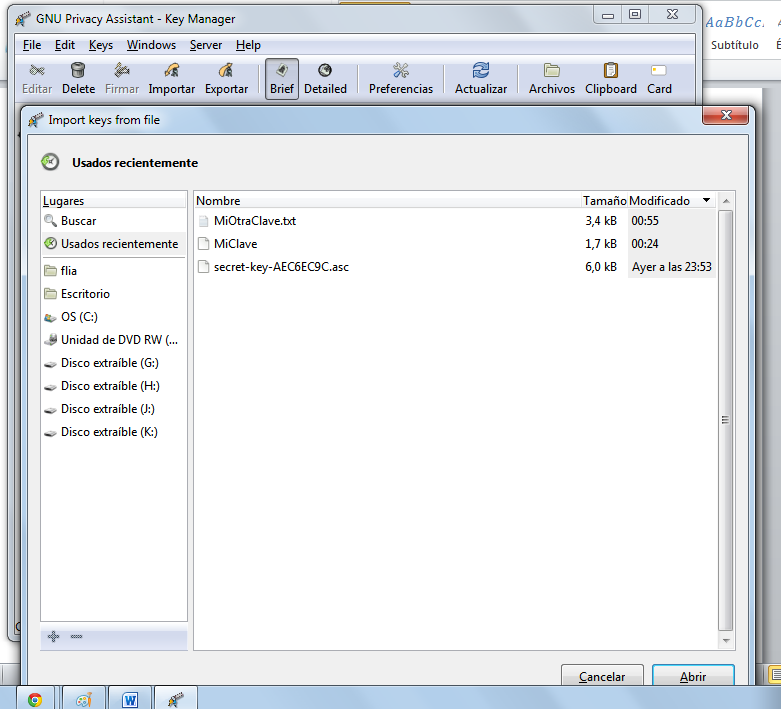 GNU Privacy Assistant - Key Manager
AaBbCc.
File Edit Keys Windows Server Help
Subtítulo
Editar Delete Firmar Importar Exportar Brief Detailed Preferencias Actualizar Archivos Clipboard Card
Import keys from file
Usados recientemente
Lugares
Buscar
Usados recientemente
flia
Escritorio
OS (C:)
Unidad de DVD RW (...
Disco extraíble (G:)
Disco extraíble (H:)
Disco extraíble (J:)
Disco extraíble (K:)
Nombre Tamaño Modificado
MiOtraClave.txt 3,4 kB 00:55
MiClave 1,7 kB 00:24
secret-key-AEC6EC9C.asc 6,0 kB Ayer a las 23:53
Cancelar Abrir